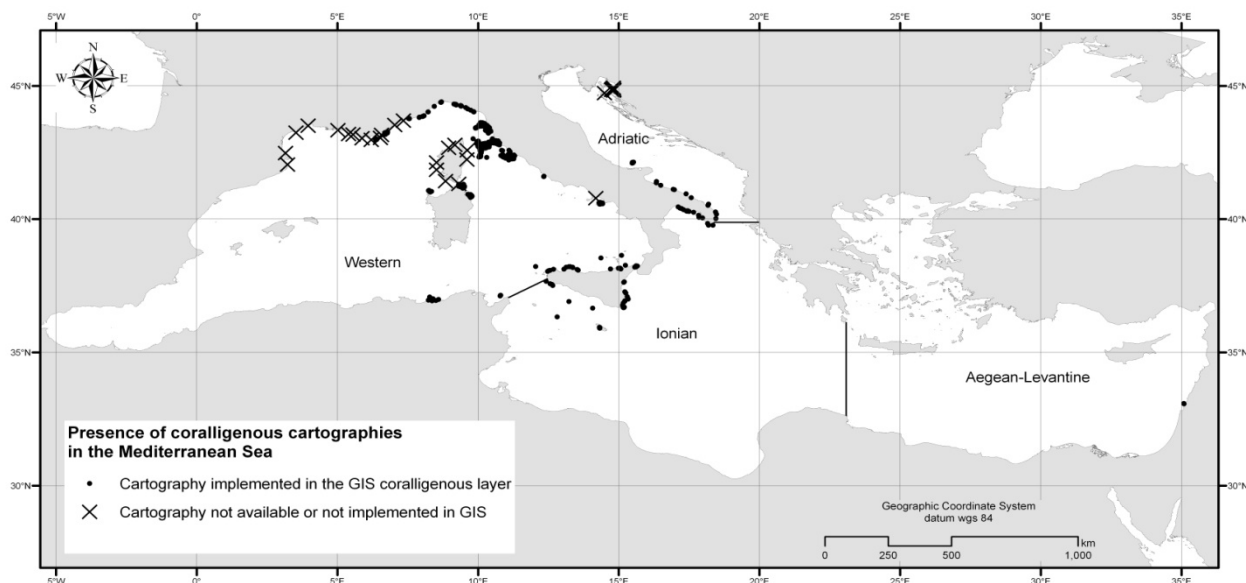 5°W 0° 5°E 10°E 15°E 20°E 25°E 30°E 35°E
N
W E
S
45°N 45°N
Adriatic
40°N 40°N
Western
Ionian
35°N 35°N
Aegean-Levantine
Presence of coralligenous cartographies
in the Mediterranean Sea
Cartography implemented in the GIS coralligenous layer
Cartography not available or not implemented in GIS
30°N 30°N
Geographic Coordinate System
datum wgs 84
km
0 250 500 1,000
5°W 0° 5°E 10°E 15°E 20°E 25°E 30°E 35°E